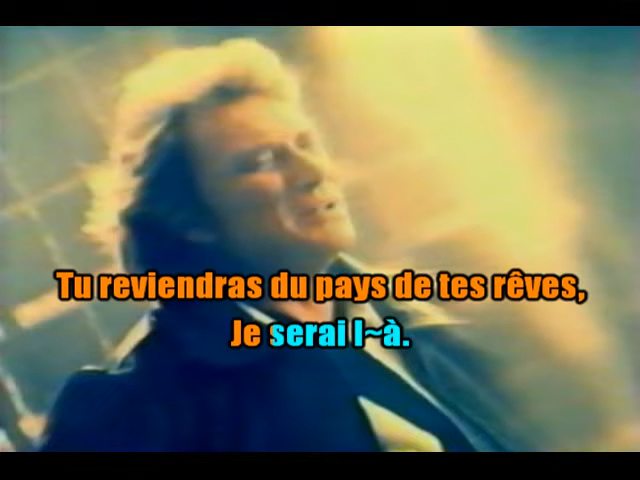 Tu reviendras du pays de tes rêves,
Je serai l~à.